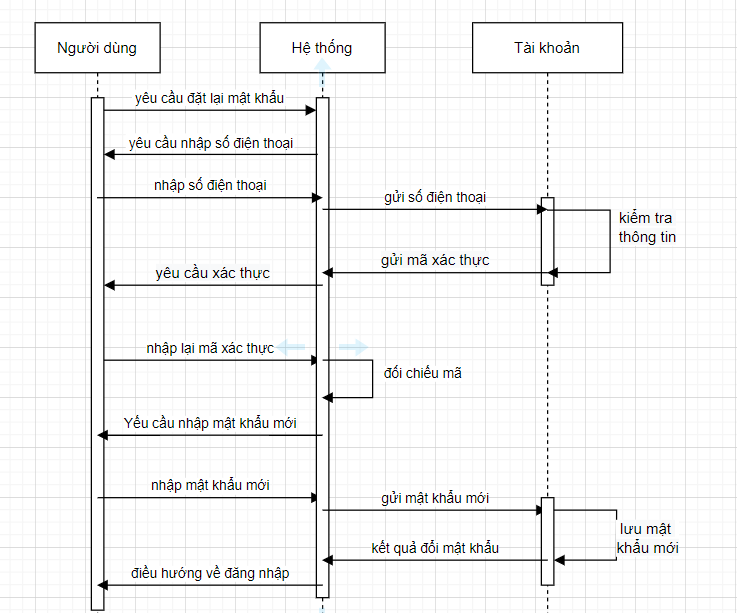 Người dùng
Hệ thống
Tài khoản
yêu cầu đặt lại mật khẩu
yêu cầu nhập số điện thoại
nhâp số điện thoại
gửi số điện thoại
kiểm tra
thông tin
gửi mã xác thực
yêu cầu xác thực
nhập lại mã xác thực
đối chiếu mã
Yếu cầu nhập mật khẩu mới
nhập mật khẩu mới
gửi mật khẩu mới
lưu mật
khẩu mới
kết quả đổi mật khẩu
điều hướng về đăng nhập